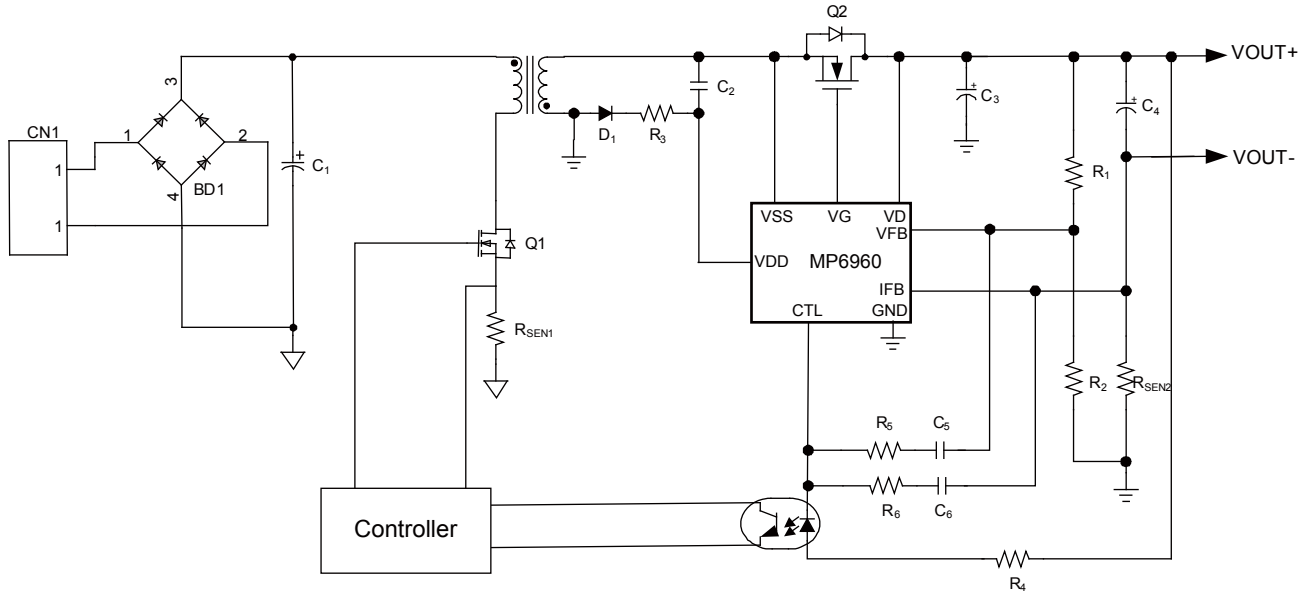 Q2
VOUT+
3
C2
C3
C4
CN1
1
2
D1
R3
1
C1
VOUT-
BD1
R1
4
1
VSS
VG
VD
VFB
Q1
VDD
MP6960
IFB
CTL
GND
RSEN1
R2
RSEN2
R5
C5
R6
C6
Controller
R4